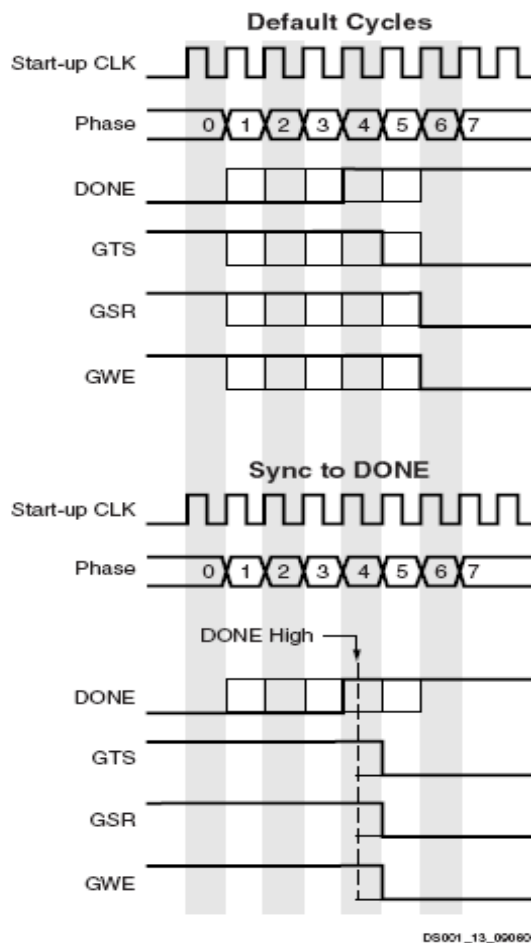 Default Cycles
Start-up CLK
Phase 0 1 2 3 4 5 6 7
DONE
GTS
GSR
GWE
Sync to DONE
Start-up CLK
Phase 0 1 2 3 4 5 6 7
DONE High
DONE
GTS
GSR
GWE